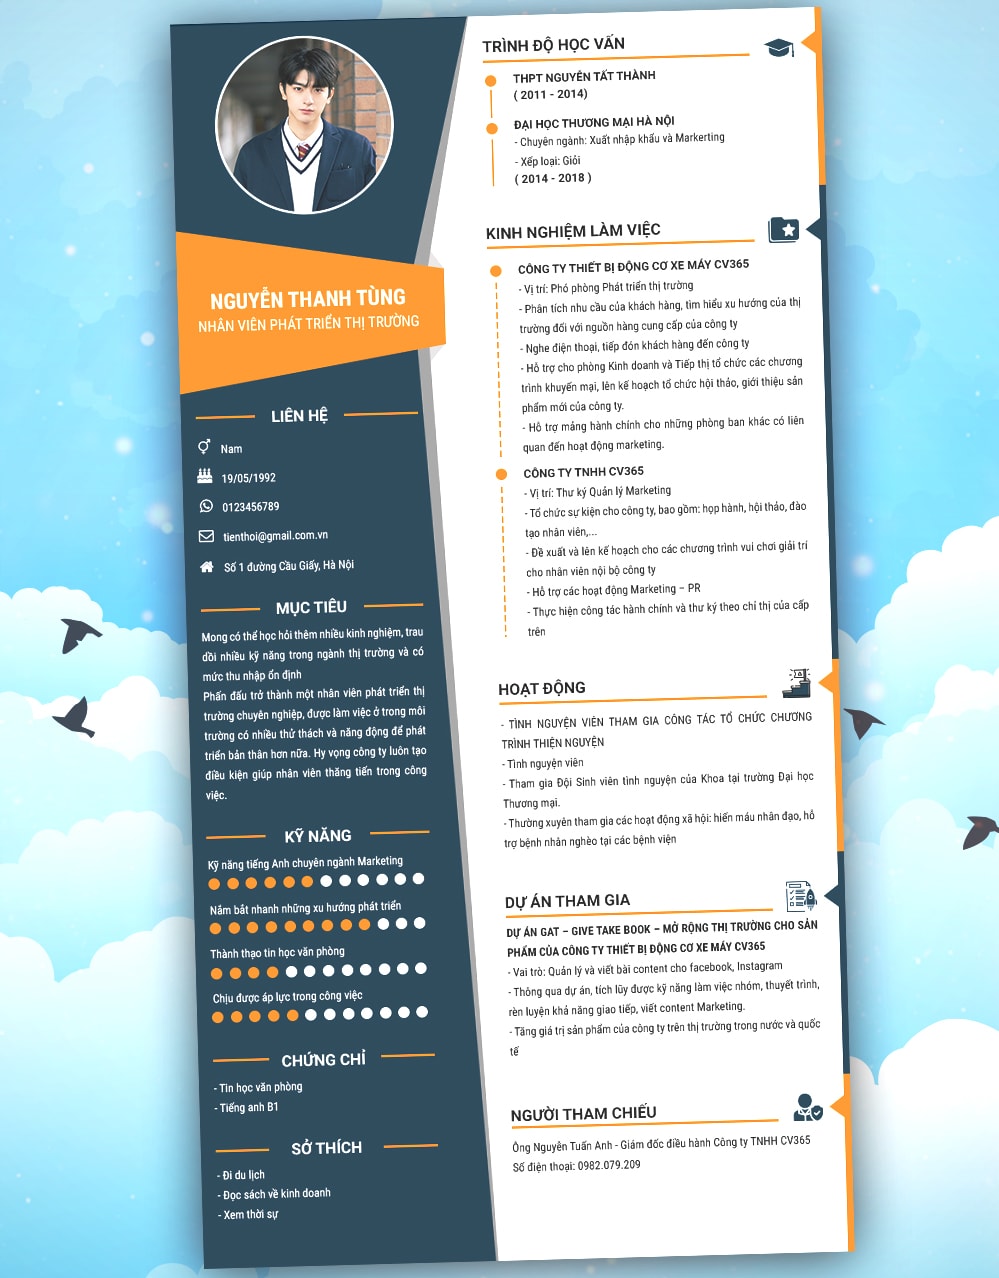 NGUYỄN THANH TÙNG
NHÂN VIÊN PHÁT TRIỂN THỊ TRƯỜNG
LIÊN HỆ
Nam
19/05/1992
0123456789
tienthoi@gmail.com.vn
Số 1 đường Cầu Giấy, Hà Nội
MỤC TIÊU
Mong có thể học hỏi thêm nhiều kinh nghiệm, trau
dồi nhiều kỹ năng trong ngành thị trường và có
mức thu nhập ổn định
Phấn đấu trở thành một nhân viên phát triển thị
trường chuyên nghiệp, được làm việc ở trong môi
trường có nhiều thử thách và năng động để phát
triển bản thân hơn nữa. Hy vọng công ty luôn tạo
điều kiện giúp nhân viên thăng tiến trong công
việc.
KỸ NĂNG
Kỹ năng tiếng Anh chuyên ngành Marketing
Nắm bắt nhanh những xu hướng phát triển
Thành thạo tin học văn phòng
Chịu được áp lực trong công việc
CHỨNG CHỈ
- Tin học văn phòng
- Tiếng anh B1
SỞ THÍCH
- Đi du lịch
- Đọc sách về kinh doanh
- Xem thời sự
TRÌNH ĐỘ HỌC VẤN
THPT NGUYỄN TẤT THÀNH
( 2011 - 2014)
ĐẠI HỌC THƯƠNG MẠI HÀ NỘI
- Chuyên ngành: Xuất nhập khẩu và Markerting
- Xếp loại: Giỏi
( 2014 - 2018 )
KINH NGHIỆM LÀM VIỆC
CÔNG TY THIẾT BỊ ĐỘNG CƠ XE MÁY CV365
- Vị trí: Phó phòng Phát triển thị trường
- Phân tích nhu cầu của khách hàng, tìm hiểu xu hướng của thị
trường đối với nguồn hàng cung cấp của công ty
- Nghe điện thoại, tiếp đón khách hàng đến công ty
- Hỗ trợ cho phòng Kinh doanh và Tiếp thị tổ chức các chương
trình khuyến mại, lên kế hoạch tổ chức hội thảo, giới thiệu sản
phẩm mới của công ty.
- Hỗ trợ mảng hành chính cho những phòng ban khác có liên
quan đến hoạt động marketing.
CÔNG TY TNHH CV365
- Vị trí: Thư ký Quản lý Marketing
- Tổ chức sự kiện cho công ty, bao gồm: họp hành, hội thảo, đào
tạo nhân viên,...
- Đề xuất và lên kế hoạch cho các chương trình vui chơi giải trí
cho nhân viên nội bộ công ty
- Hỗ trợ các hoạt động Marketing – PR
- Thực hiện công tác hành chính và thư ký theo chỉ thị của cấp
trên
HOẠT ĐỘNG
- TÌNH NGUYỆN VIÊN THAM GIA CÔNG TÁC TỔ CHỨC CHƯƠNG
TRÌNH THIỆN NGUYỆN
- Tình nguyện viên
- Tham gia Đội Sinh viên tình nguyện của Khoa tại trường Đại học
Thương mại.
- Thường xuyên tham gia các hoạt động xã hội: hiến máu nhân đạo, hỗ
trợ bệnh nhân nghèo tại các bệnh viện
DỰ ÁN THAM GIA
DỰ ÁN GAT – GIVE TAKE BOOK – MỞ RỘNG THỊ TRƯỜNG CHO SẢN
PHẨM CỦA CÔNG TY THIẾT BỊ ĐỘNG CƠ XE MÁY CV365
- Vai trò: Quản lý và viết bài content cho facebook, Instagram
- Thông qua dự án, tích lũy được kỹ năng làm việc nhóm, thuyết trình,
rèn luyện khả năng giao tiếp, viết content Marketing.
- Tăng giá trị sản phẩm của công ty trên thị trường trong nước và quốc
tế
NGƯỜI THAM CHIẾU
Ông Nguyễn Tuấn Anh - Giám đốc điều hành Công ty TNHH CV365
Số điện thoại: 0982.079.209